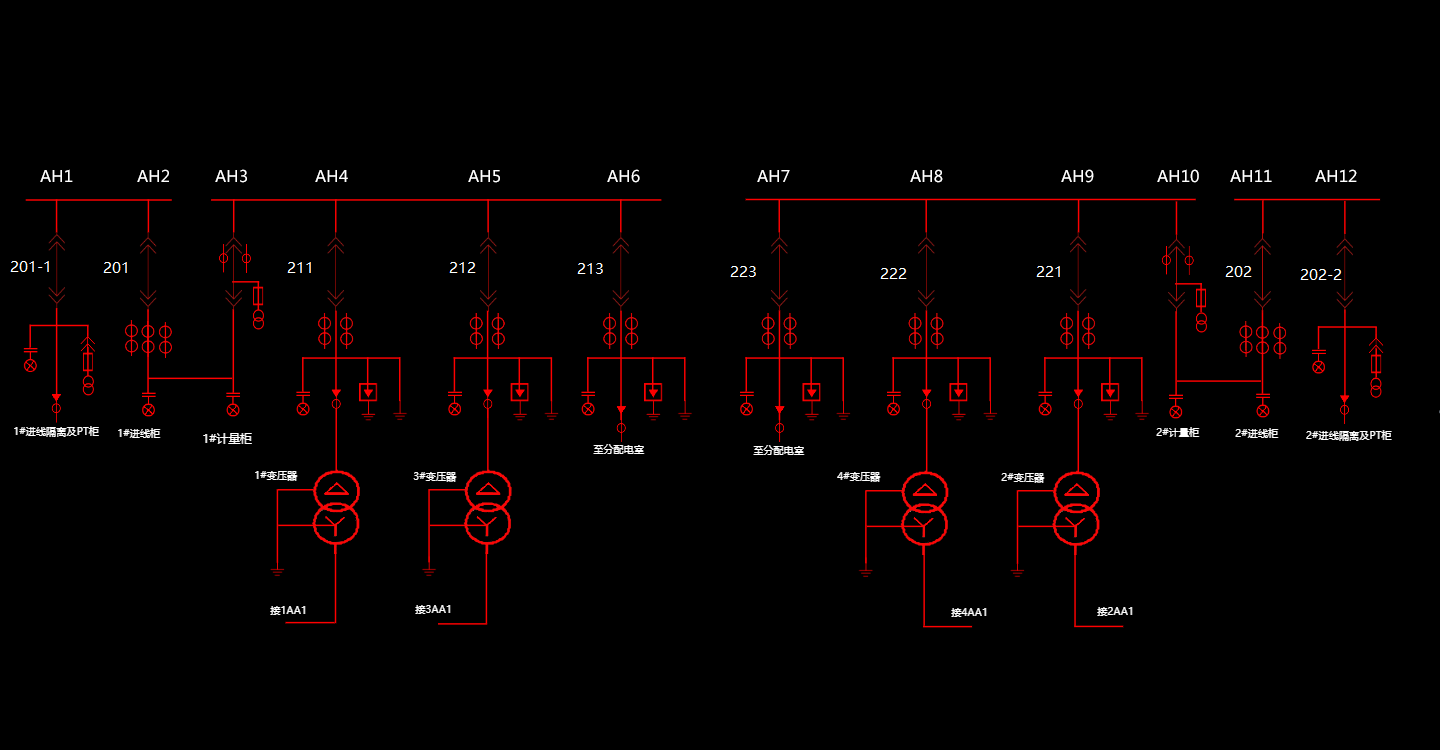 AH1
AH2
AH3
AH4
AH5
AH6
AH7
AH8
AH9
AH10
AH11
AH12
201-1
201
211
212
213
223
222
221
202
202-2
1#进线隔离及PT柜
1#进线柜
1#计量柜
至分配电室
至分配电室
2#计量柜
2#进线柜
2#进线隔离及PT柜
1#变压器
3#变压器
4#变压器
2#变压器
接1AA1
接3AA1
接4AA1
接2AA1